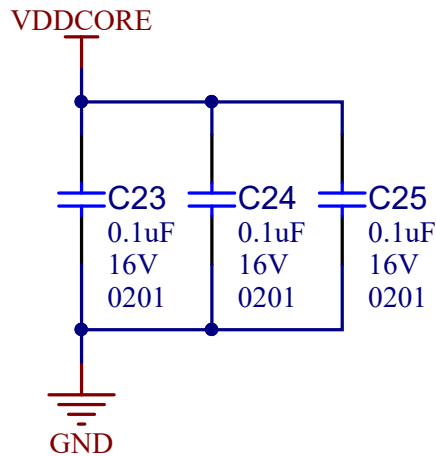 VDDCORE
C23
0.1uF
16V
0201
C24
0.1uF
16V
0201
C25
0.1uF
16V
0201
GND